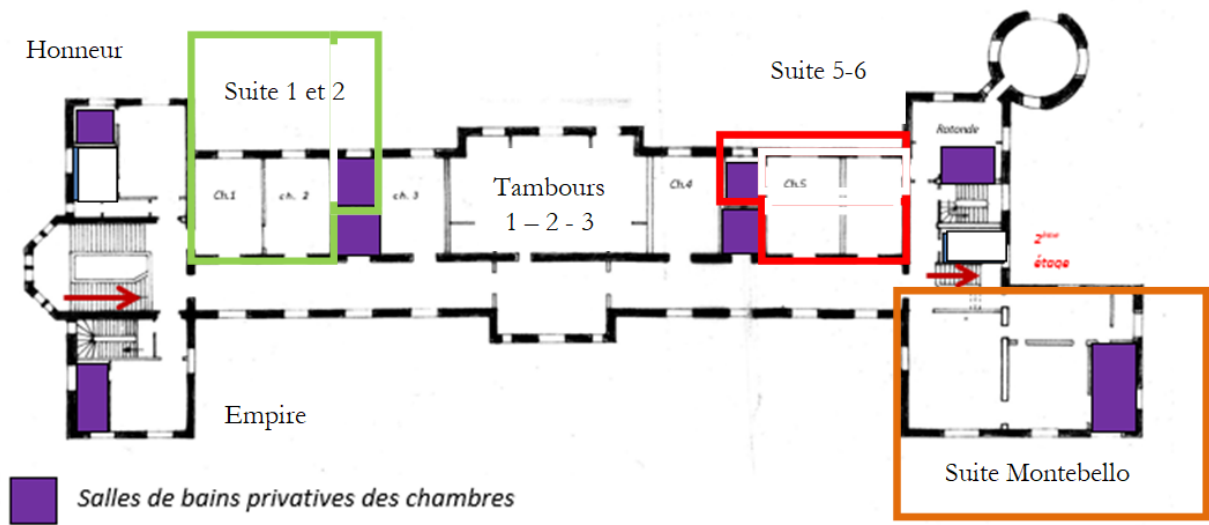 Honneur
Suite 1 et 2
Suite 5-6
Rotonde
Ch.1
ch. 2
ch. 3
Tambours
1 – 2 - 3
Ch.4
Ch.5
2ème
étage
Empire
Suite Montebello
Salles de bains privatives des chambres